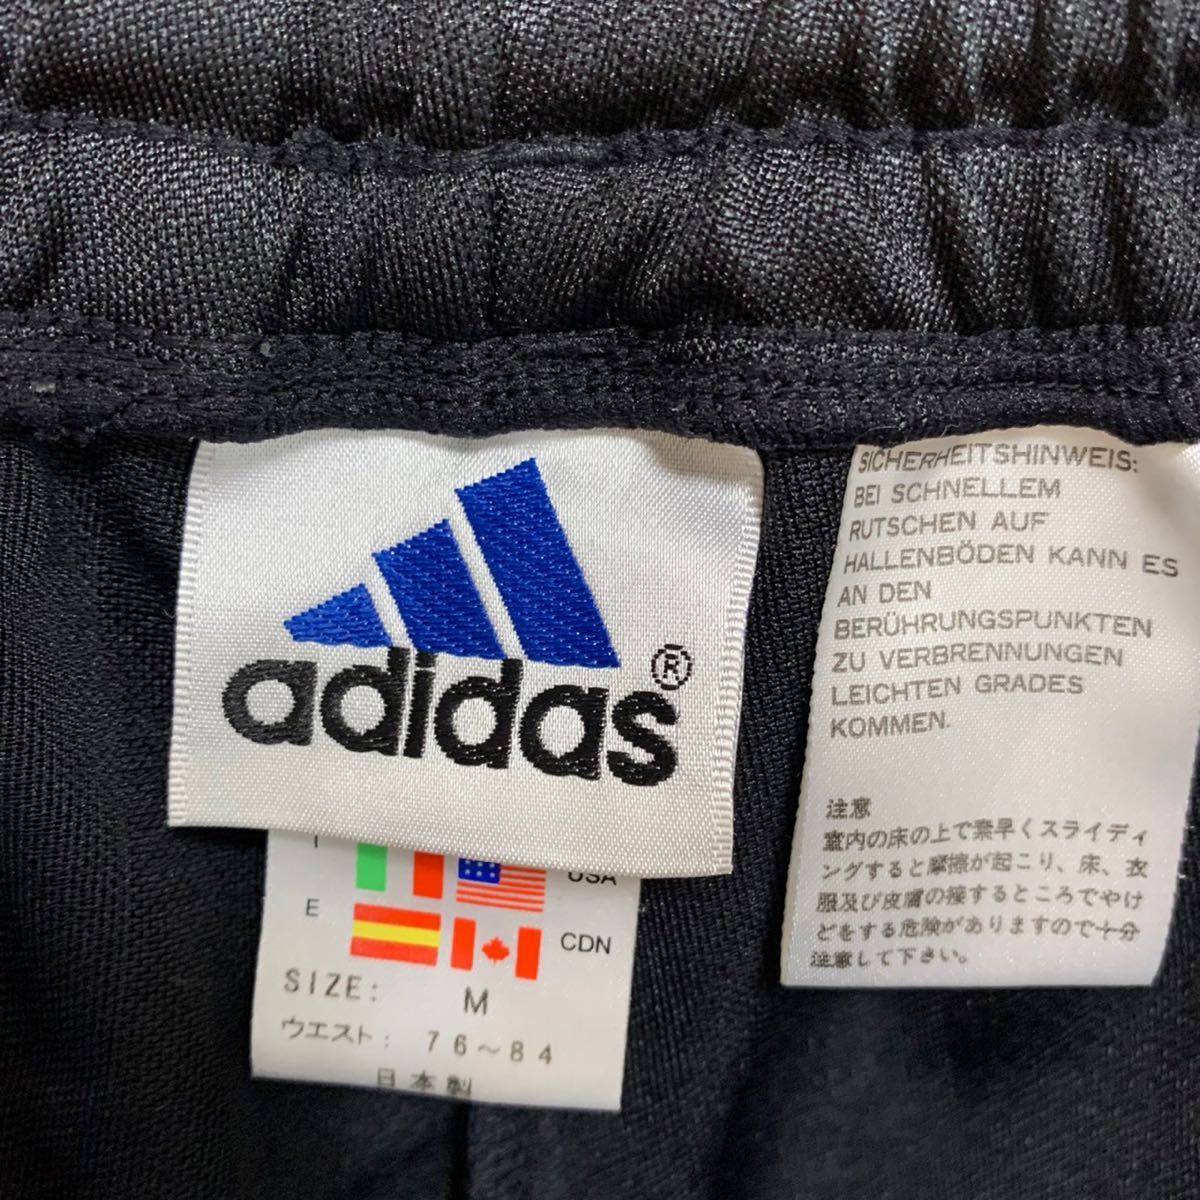 adidas®
I
USA
E
CDN
SIZE: M
ウエスト: 76~84
日本製
SICHERHEITSHINWEIS:
BEI SCHNELLEM
RUTSCHEN AUF
HALLENBÖDEN KANN ES
AN DEN
BERÜHRUNGSPUNKTEN
ZU VERBRENNUNGEN
LEICHTEN GRADES
KOMMEN.
注意
室内の床の上で素早くスライディ
ングすると摩擦が起こり、床、衣
服及び皮膚の接するところでやけ
どをする危険がありますので十分
注意して下さい。